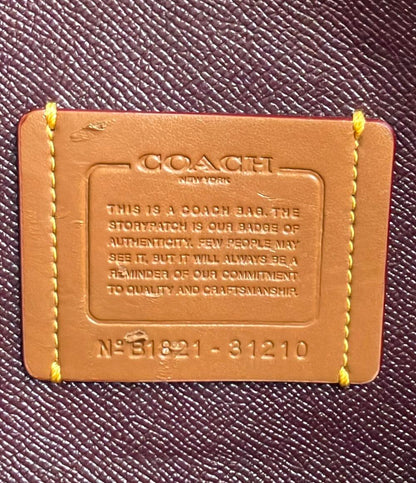 COACH
NEW YORK
THIS IS A COACH BAG. THE
STORYPATCH IS OUR BADGE OF
AUTHENTICITY. FEW PEOPLE MAY
SEE IT, BUT IT WILL ALWAYS BE A
REMINDER OF OUR COMMITMENT
TO QUALITY AND CRAFTSMANSHIP.
Nº B1821 - 31210